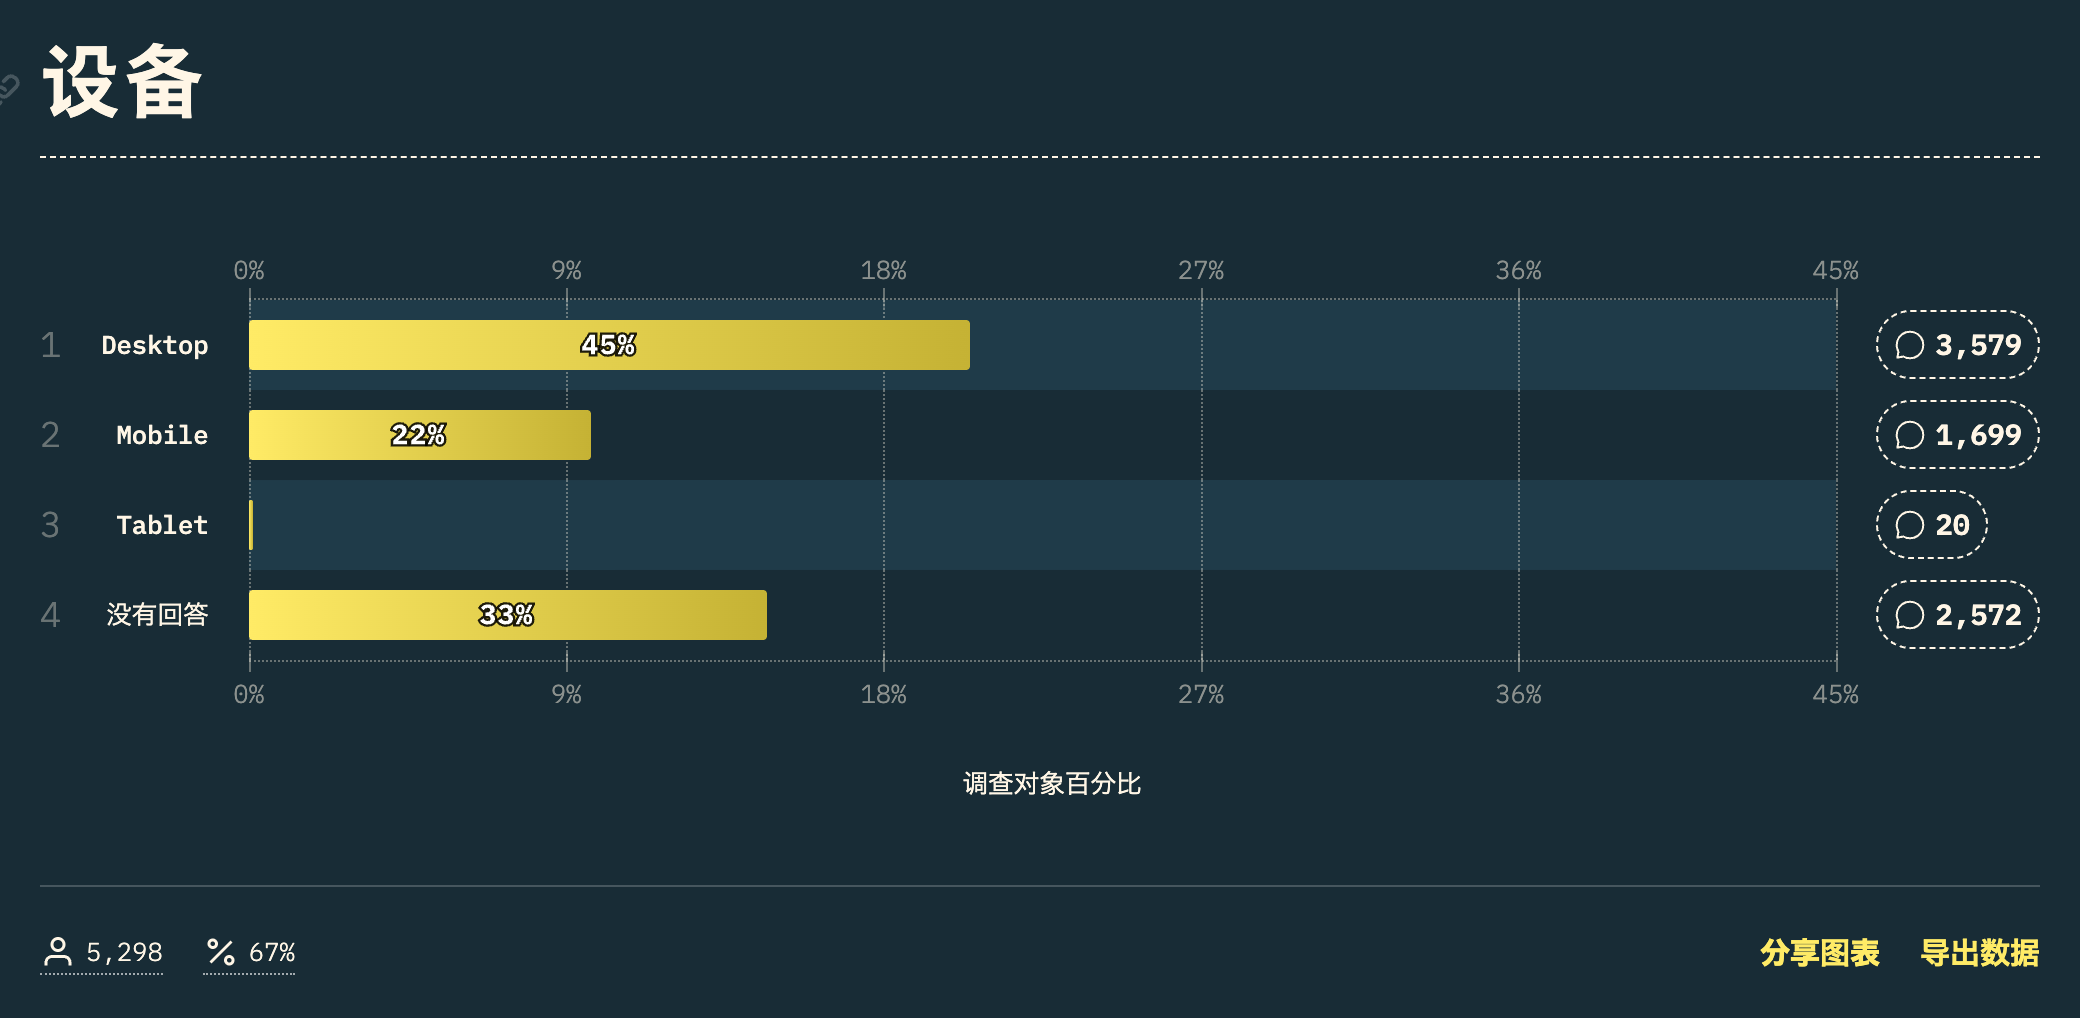 设备
0% 9% 18% 27% 36% 45%
1 Desktop 45% 3,579
2 Mobile 22% 1,699
3 Tablet 20
4 没有回答 33% 2,572
0% 9% 18% 27% 36% 45%
调查对象百分比
5,298 67% 分享图表 导出数据